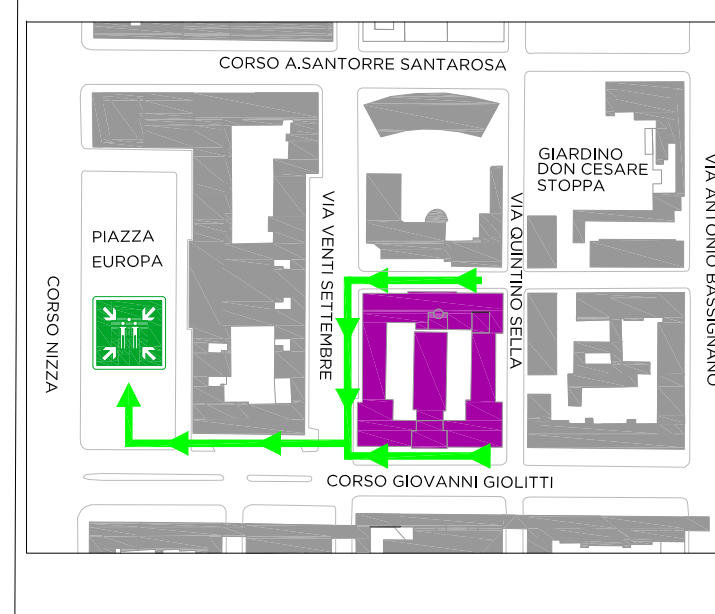 CORSO A.SANTORRE SANTAROSA
GIARDINO
DON CESARE
STOPPA
VIA ANTONIO BASSIGNANO
VIA QUINTINO SELLA
VIA VENTI SETTEMBRE
PIAZZA
EUROPA
CORSO NIZZA
CORSO GIOVANNI GIOLITTI